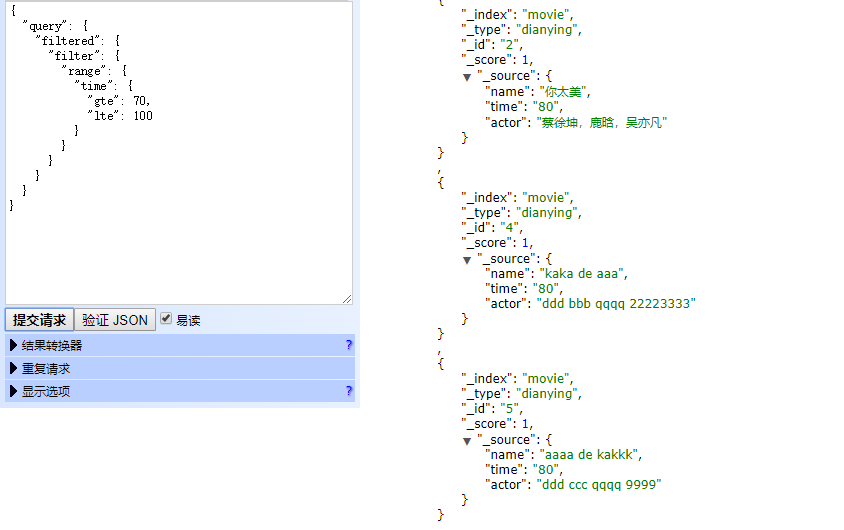 {
  "query": {
    "filtered": {
      "filter": {
        "range": {
          "time": {
            "gte": 70,
            "lte": 100
          }
        }
      }
    }
  }
}
提交请求 验证 JSON 易读
结果转换器 ?
重复请求
显示选项 ?
{
"_index": "movie",
"_type": "dianying",
"_id": "2",
"_score": 1,
▼ "_source": {
"name": "你太美",
"time": "80",
"actor": "蔡徐坤，鹿晗，吴亦凡"
}
}
,
{
"_index": "movie",
"_type": "dianying",
"_id": "4",
"_score": 1,
▼ "_source": {
"name": "kaka de aaa",
"time": "80",
"actor": "ddd bbb qqqq 22223333"
}
}
,
{
"_index": "movie",
"_type": "dianying",
"_id": "5",
"_score": 1,
▼ "_source": {
"name": "aaaa de kakkk",
"time": "80",
"actor": "ddd ccc qqqq 9999"
}
}